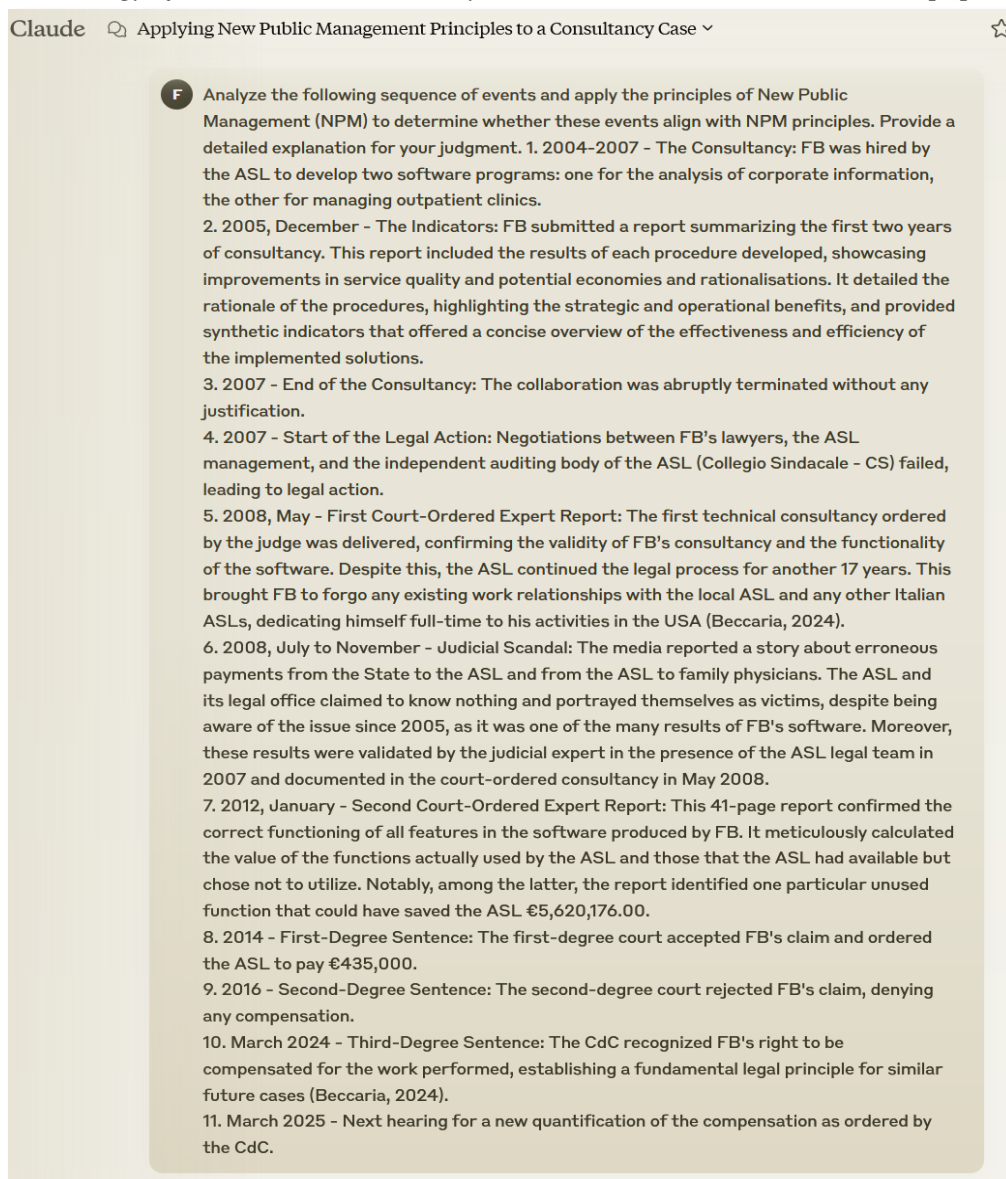 Claude Applying New Public Management Principles to a Consultancy Case
F Analyze the following sequence of events and apply the principles of New Public
Management (NPM) to determine whether these events align with NPM principles. Provide a
detailed explanation for your judgment. 1. 2004-2007 - The Consultancy: FB was hired by
the ASL to develop two software programs: one for the analysis of corporate information,
the other for managing outpatient clinics.
2. 2005, December - The Indicators: FB submitted a report summarizing the first two years
of consultancy. This report included the results of each procedure developed, showcasing
improvements in service quality and potential economies and rationalisations. It detailed the
rationale of the procedures, highlighting the strategic and operational benefits, and provided
synthetic indicators that offered a concise overview of the effectiveness and efficiency of
the implemented solutions.
3. 2007 - End of the Consultancy: The collaboration was abruptly terminated without any
justification.
4. 2007 - Start of the Legal Action: Negotiations between FB's lawyers, the ASL
management, and the independent auditing body of the ASL (Collegio Sindacale - CS) failed,
leading to legal action.
5. 2008, May - First Court-Ordered Expert Report: The first technical consultancy ordered
by the judge was delivered, confirming the validity of FB's consultancy and the functionality
of the software. Despite this, the ASL continued the legal process for another 17 years. This
brought FB to forgo any existing work relationships with the local ASL and any other Italian
ASLs, dedicating himself full-time to his activities in the USA (Beccaria, 2024).
6. 2008, July to November - Judicial Scandal: The media reported a story about erroneous
payments from the State to the ASL and from the ASL to family physicians. The ASL and
its legal office claimed to know nothing and portrayed themselves as victims, despite being
aware of the issue since 2005, as it was one of the many results of FB's software. Moreover,
these results were validated by the judicial expert in the presence of the ASL legal team in
2007 and documented in the court-ordered consultancy in May 2008.
7. 2012, January - Second Court-Ordered Expert Report: This 41-page report confirmed the
correct functioning of all features in the software produced by FB. It meticulously calculated
the value of the functions actually used by the ASL and those that the ASL had available but
chose not to utilize. Notably, among the latter, the report identified one particular unused
function that could have saved the ASL €5,620,176.00.
8. 2014 - First-Degree Sentence: The first-degree court accepted FB's claim and ordered
the ASL to pay €435,000.
9. 2016 - Second-Degree Sentence: The second-degree court rejected FB's claim, denying
any compensation.
10. March 2024 - Third-Degree Sentence: The CdC recognized FB's right to be
compensated for the work performed, establishing a fundamental legal principle for similar
future cases (Beccaria, 2024).
11. March 2025 - Next hearing for a new quantification of the compensation as ordered by
the CdC.